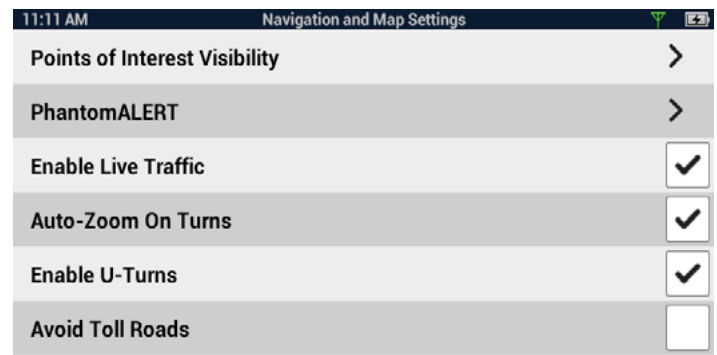 11:11 AM Navigation and Map Settings
Points of Interest Visibility
PhantomALERT
Enable Live Traffic
Auto-Zoom On Turns
Enable U-Turns
Avoid Toll Roads